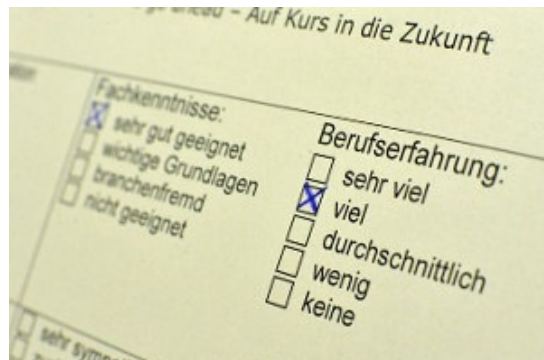 – Auf Kurs in die Zukunft
Fachkenntnisse:
sehr gut geeignet
wichtige Grundlagen
branchenfremd
nicht geeignet
Berufserfahrung:
sehr viel
viel
durchschnittlich
wenig
keine
sehr